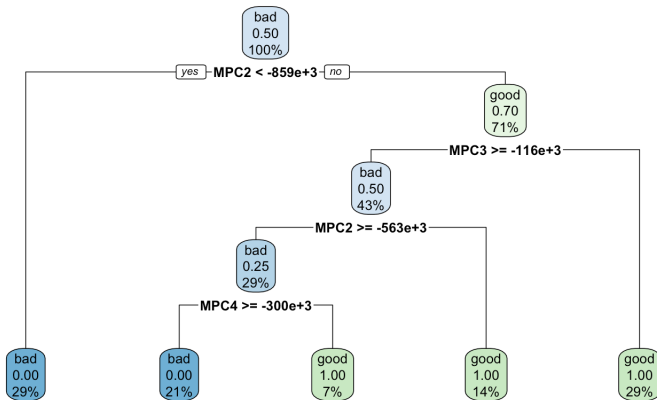 bad
0.50
100%
yes MPC2 < -859e+3 no
good
0.70
71%
MPC3 >= -116e+3
bad
0.50
43%
MPC2 >= -563e+3
bad
0.25
29%
MPC4 >= -300e+3
bad
0.00
29%
bad
0.00
21%
good
1.00
7%
good
1.00
14%
good
1.00
29%